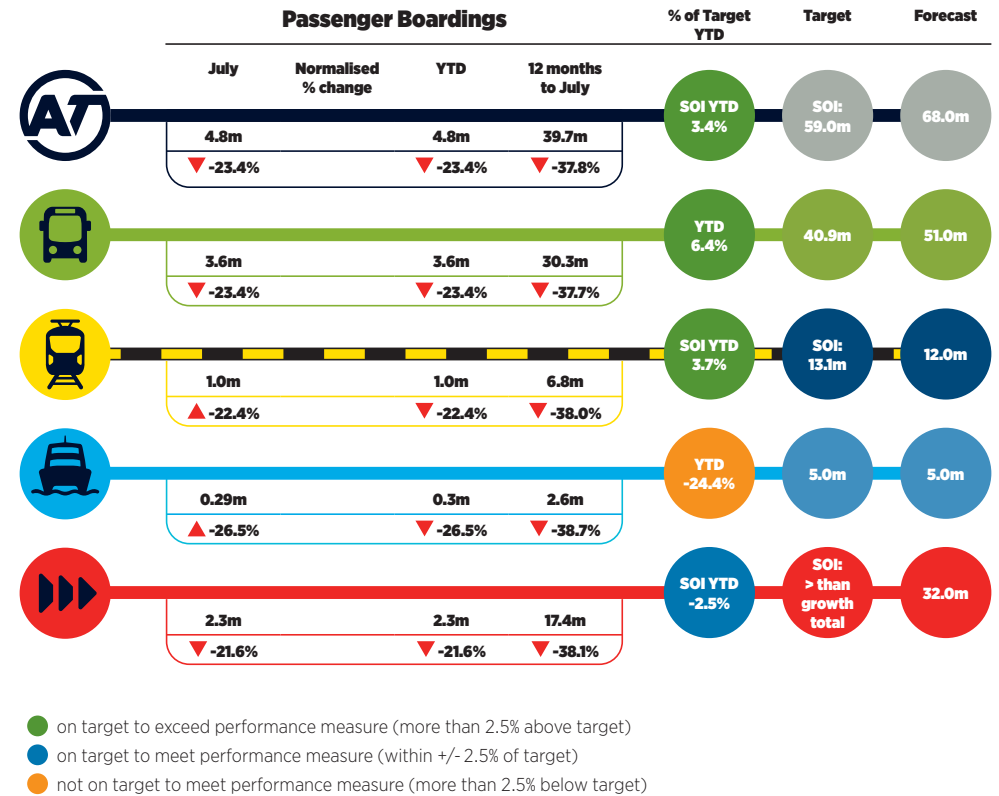 Passenger Boardings
% of Target
YTD
Target
Forecast
July
Normalised
% change
YTD
12 months
to July
AT
SOI YTD
3.4%
SOI:
59.0m
68.0m
4.8m
4.8m
39.7m
-23.4%
-23.4%
-37.8%
YTD
6.4%
40.9m
51.0m
3.6m
3.6m
30.3m
-23.4%
-23.4%
-37.7%
SOI YTD
3.7%
SOI:
13.1m
12.0m
1.0m
1.0m
6.8m
-22.4%
-22.4%
-38.0%
YTD
-24.4%
5.0m
5.0m
0.29m
0.3m
2.6m
-26.5%
-26.5%
-38.7%
SOI YTD
-2.5%
SOI:
> than
growth
total
32.0m
2.3m
2.3m
17.4m
-21.6%
-21.6%
-38.1%
on target to exceed performance measure (more than 2.5% above target)
on target to meet performance measure (within +/- 2.5% of target)
not on target to meet performance measure (more than 2.5% below target)